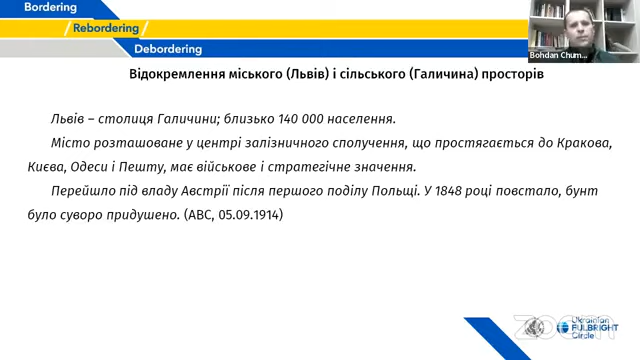 Bordering
Rebordering
Debordering
Bohdan Chum...
Відокремлення міського (Львів) і сільського (Галичина) просторів
Львів – столиця Галичини; близько 140 000 населення.
Місто розташоване у центрі залізничного сполучення, що простягається до Кракова,
Києва, Одеси і Пешту, має військове і стратегічне значення.
Перейшло під владу Австрії після першого поділу Польщі. У 1848 році повстало, бунт
було суворо придушено. (ABC, 05.09.1914)
zoom
Ukrainian
FULBRIGHT
Circle